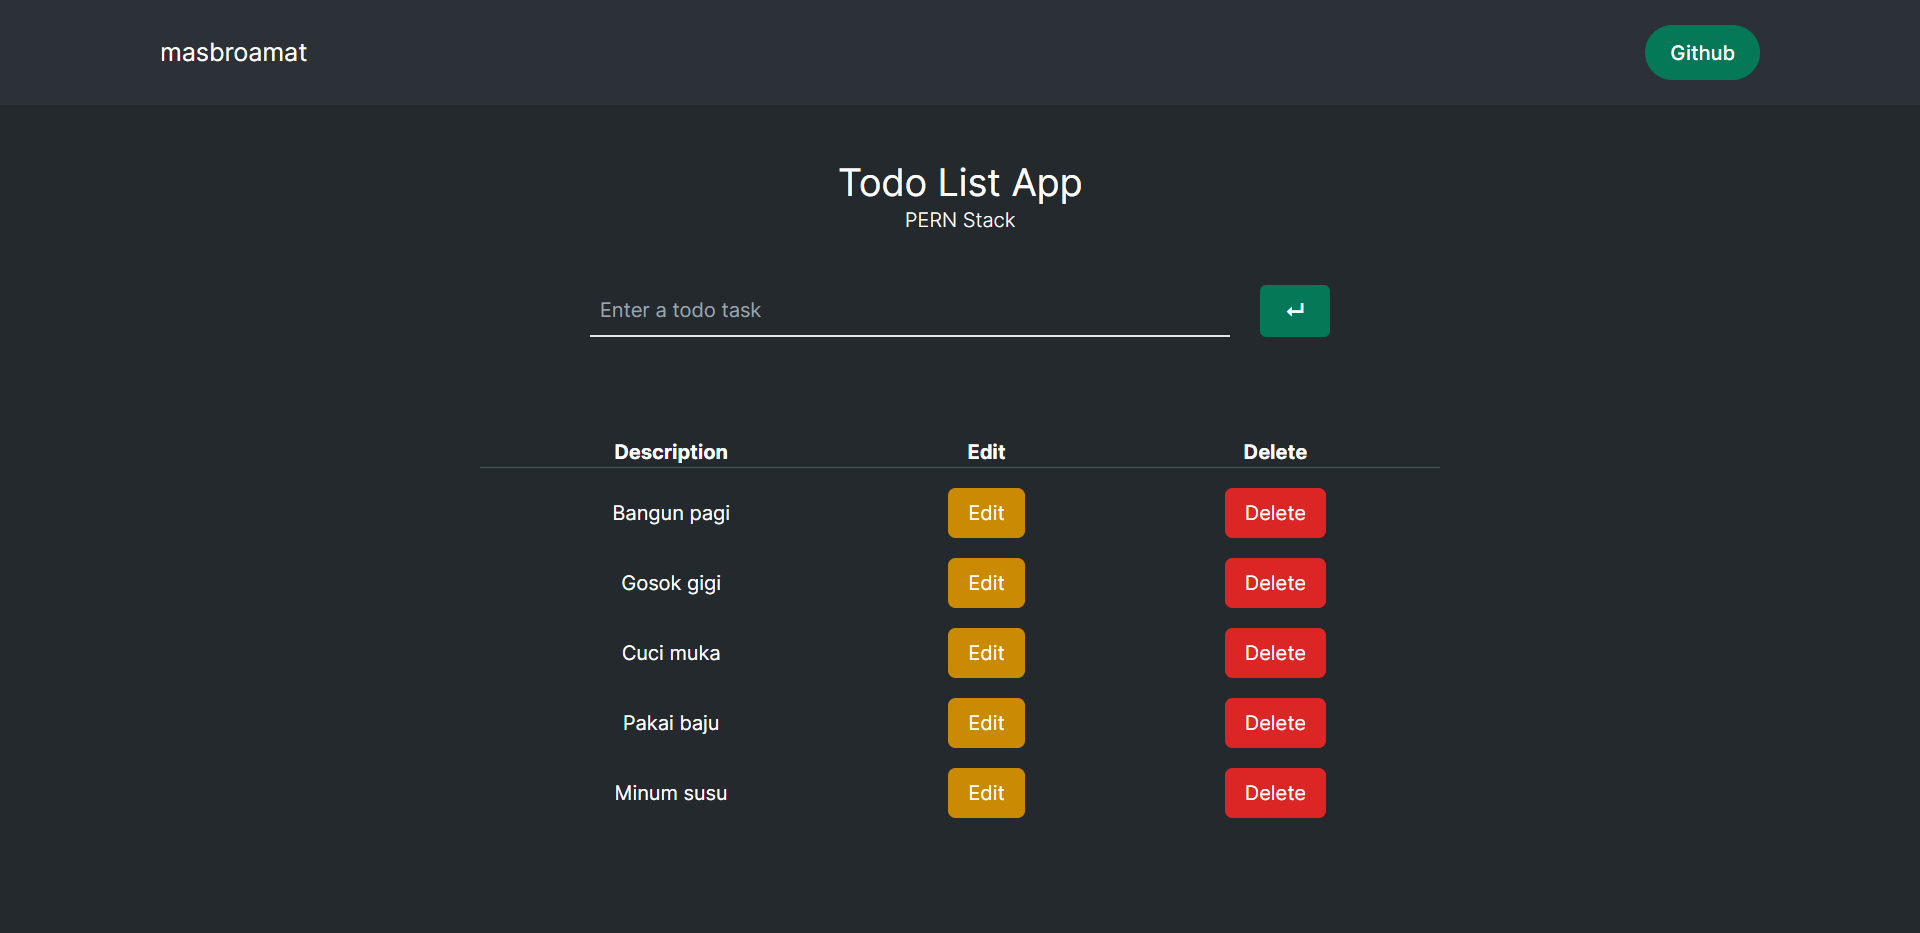 masbroamat
Github
Todo List App
PERN Stack
Enter a todo task
Description Edit Delete
Bangun pagi Edit Delete
Gosok gigi Edit Delete
Cuci muka Edit Delete
Pakai baju Edit Delete
Minum susu Edit Delete